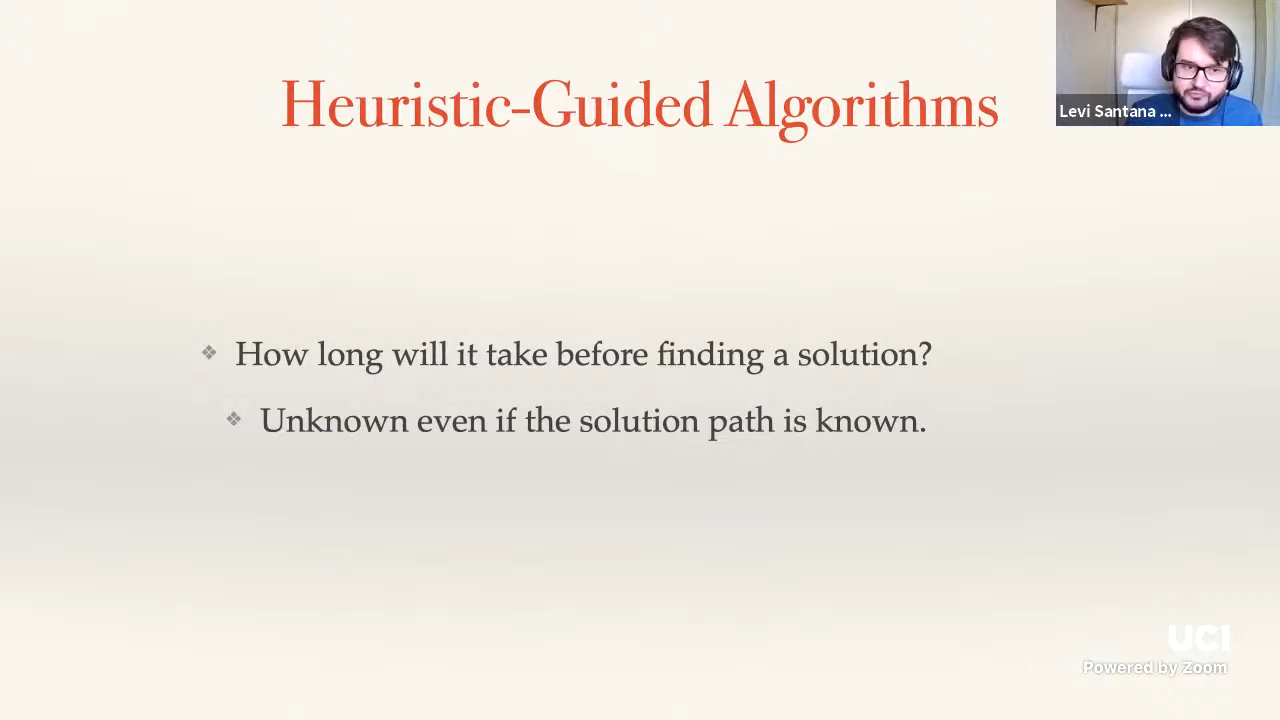 Heuristic-Guided Algorithms
Levi Santana ...
❖ How long will it take before finding a solution?
❖ Unknown even if the solution path is known.
UCI
Powered by Zoom